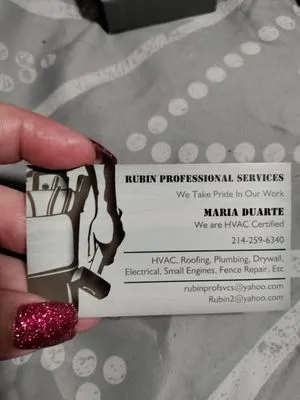 RUBIN PROFESSIONAL SERVICES
We Take Pride In Our Work
MARIA DUARTE
We are HVAC Certified
214-259-6340
HVAC, Roofing, Plumbing, Drywall,
Electrical, Small Engines, Fence Repair, Etc
rubinprofsvcs@yahoo.com
Rubin2@yahoo.com